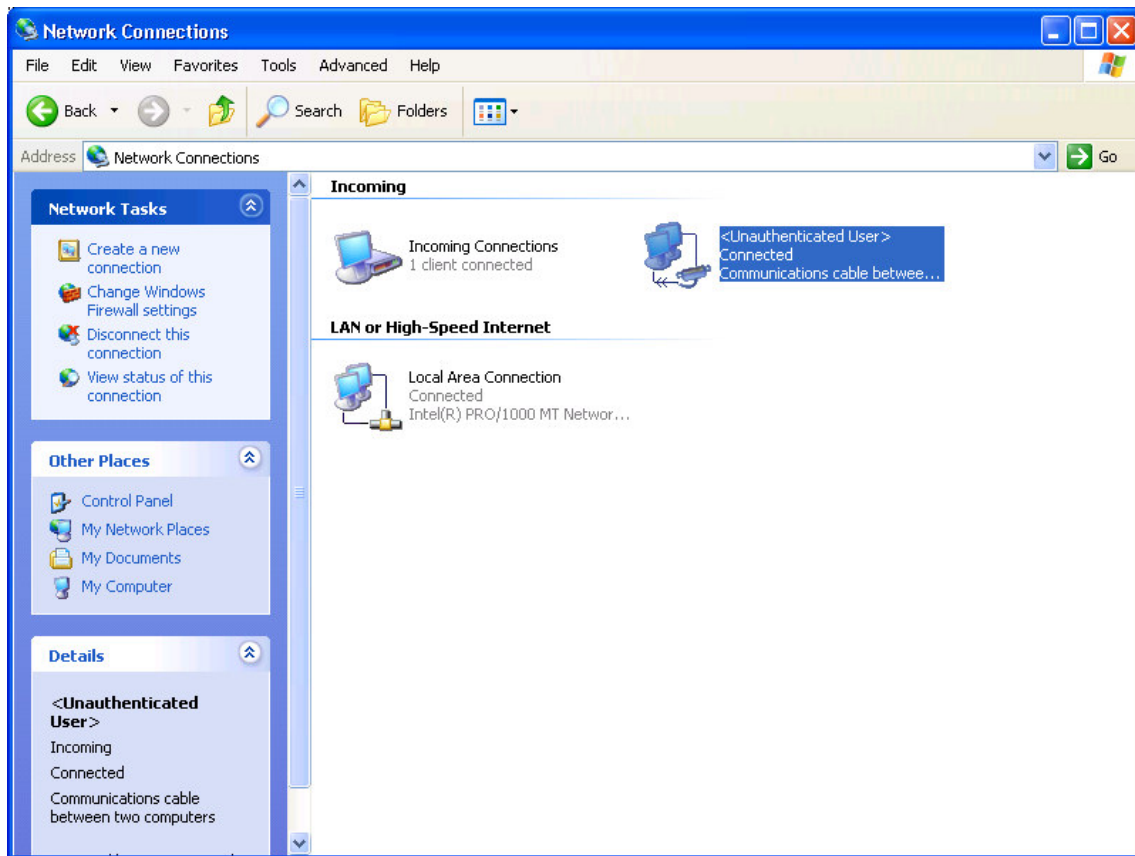 Network Connections
File Edit View Favorites Tools Advanced Help
Back Search Folders
Address Network Connections Go
Network Tasks
Create a new
connection
Change Windows
Firewall settings
Disconnect this
connection
View status of this
connection
Other Places
Control Panel
My Network Places
My Documents
My Computer
Details
<Unauthenticated
User>
Incoming
Connected
Communications cable
between two computers
Incoming
Incoming Connections
1 client connected
<Unauthenticated User>
Connected
Communications cable betwee...
LAN or High-Speed Internet
Local Area Connection
Connected
Intel(R) PRO/1000 MT Networ...